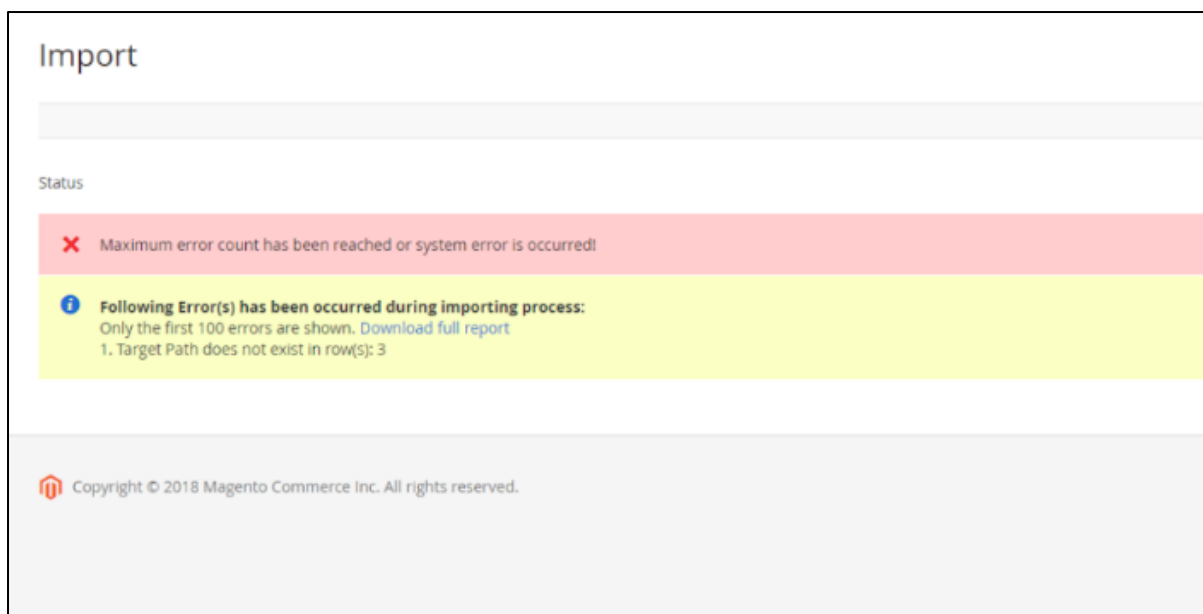 Import
Status
Maximum error count has been reached or system error is occurred!
Following Error(s) has been occurred during importing process:
Only the first 100 errors are shown. Download full report
1. Target Path does not exist in row(s): 3
Copyright © 2018 Magento Commerce Inc. All rights reserved.